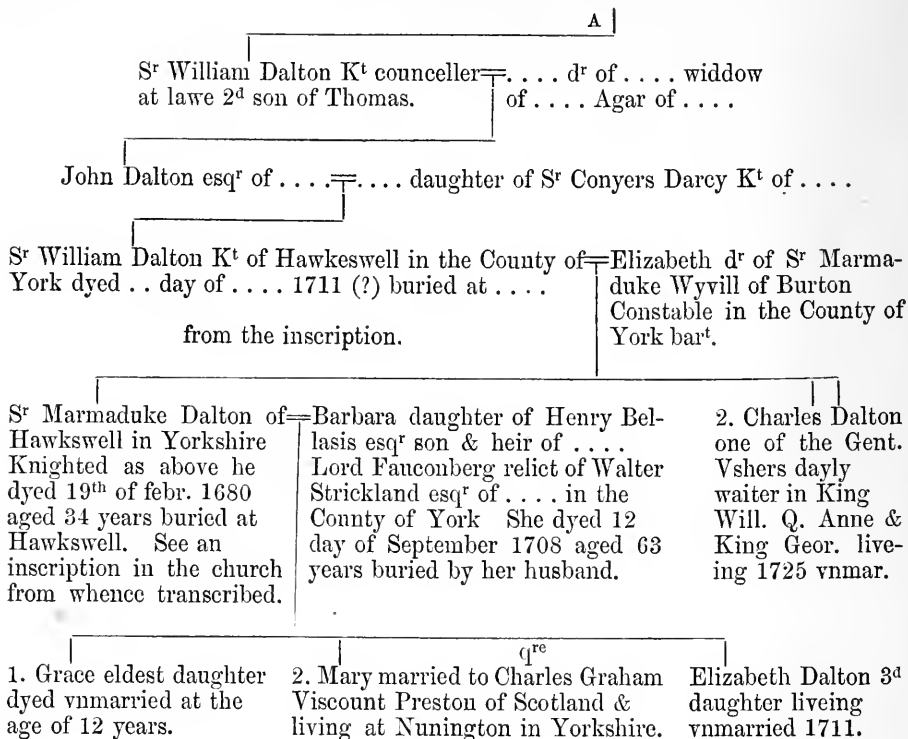 A
Sʳ William Dalton Kᵗ counceller
at lawe 2ᵈ son of Thomas.
. . . . dʳ of . . . . widdow
of . . . . Agar of . . . .
John Dalton esqʳ of . . . . . . . . daughter of Sʳ Conyers Darcy Kᵗ of . . . .
Sʳ William Dalton Kᵗ of Hawkeswell in the County of
York dyed . . day of . . . . 1711 (?) buried at . . . .
from the inscription.
Elizabeth dʳ of Sʳ Marma-
duke Wyvill of Burton
Constable in the County of
York barᵗ.
Sʳ Marmaduke Dalton of
Hawkswell in Yorkshire
Knighted as above he
dyed 19ᵗʰ of febr. 1680
aged 34 years buried at
Hawkswell. See an
inscription in the church
from whence transcribed.
Barbara daughter of Henry Bel-
lasis esqʳ son & heir of . . . .
Lord Fauconberg relict of Walter
Strickland esqʳ of . . . . in the
County of York She dyed 12
day of September 1708 aged 63
years buried by her husband.
2. Charles Dalton
one of the Gent.
Vshers dayly
waiter in King
Will. Q. Anne &
King Geor. live-
ing 1725 vnmar.
1. Grace eldest daughter
dyed vnmarried at the
age of 12 years.
qʳᵉ
2. Mary married to Charles Graham
Viscount Preston of Scotland &
living at Nunington in Yorkshire.
Elizabeth Dalton 3ᵈ
daughter liveing
vnmarried 1711.